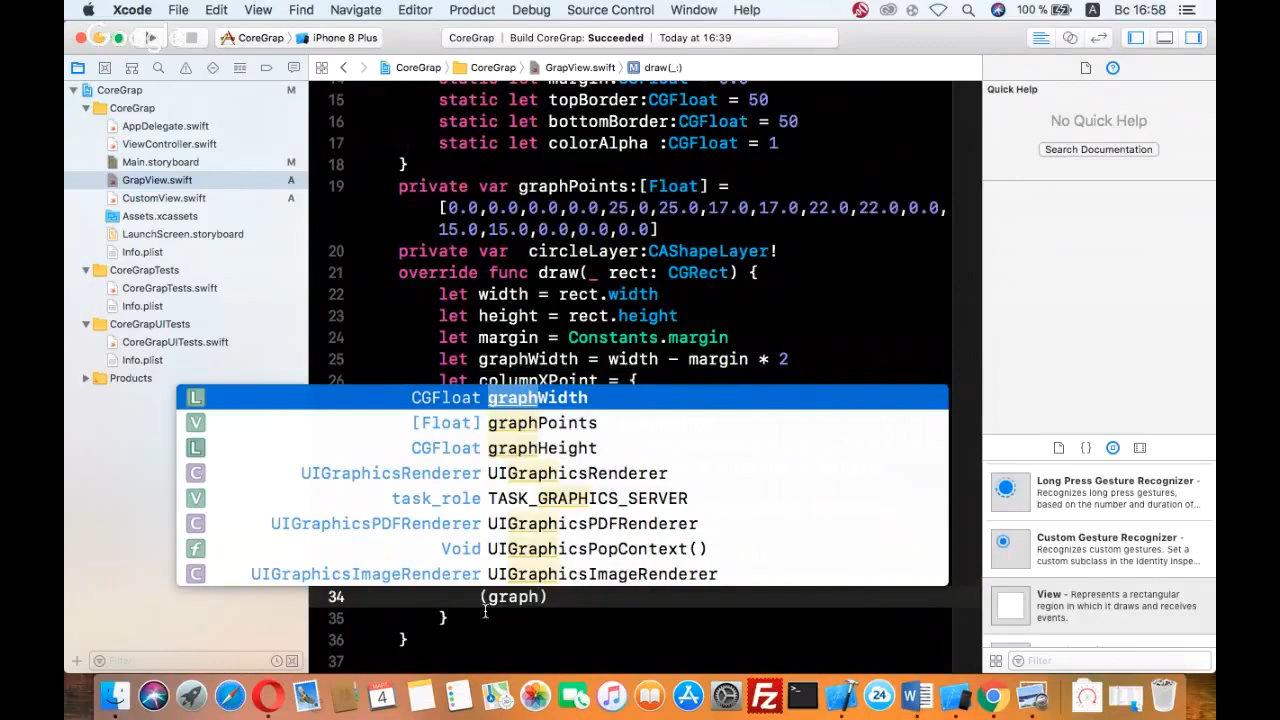 Xcode File Edit View Find Navigate Editor Product Debug Source Control Window Help 100 % A Вс 16:58
CoreGrap iPhone 8 Plus CoreGrap Build CoreGrap: Succeeded Today at 16:39
CoreGrap CoreGrap GrapView.swift M draw(_:)
CoreGrap M
CoreGrap
AppDelegate.swift
ViewController.swift
Main.storyboard M
GrapView.swift A
CustomView.swift A
Assets.xcassets
LaunchScreen.storyboard
Info.plist
CoreGrapTests
CoreGrapTests.swift
Info.plist
CoreGrapUITests
CoreGrapUITests.swift
Info.plist
Products
Filter
15 static let topBorder:CGFloat = 50
16 static let bottomBorder:CGFloat = 50
17 static let colorAlpha :CGFloat = 1
18 }
19 private var graphPoints:[Float] =
[0.0,0.0,0.0,0.0,25,0,25.0,17.0,17.0,22.0,22.0,0.0,
15.0,15.0,0.0,0.0,0.0]
20 private var circleLayer:CAShapeLayer!
21 override func draw(_ rect: CGRect) {
22 let width = rect.width
23 let height = rect.height
24 let margin = Constants.margin
25 let graphWidth = width - margin * 2
26 let columnXPoint = {
L CGFloat graphWidth
V [Float] graphPoints
L CGFloat graphHeight
C UIGraphicsRenderer UIGraphicsRenderer
V task_role TASK_GRAPHICS_SERVER
C UIGraphicsPDFRenderer UIGraphicsPDFRenderer
f Void UIGraphicsPopContext()
C UIGraphicsImageRenderer UIGraphicsImageRenderer
34 (graph)
35 }
36 }
37
Quick Help
No Quick Help
Search Documentation
{}
Long Press Gesture Recognizer -
Recognizes long press gestures,
based on the number and duration of...
Custom Gesture Recognizer -
Recognizes custom gestures. Set a
custom subclass in the identity inspe...
View - Represents a rectangular
region in which it draws and receives
events.
Filter
4
24